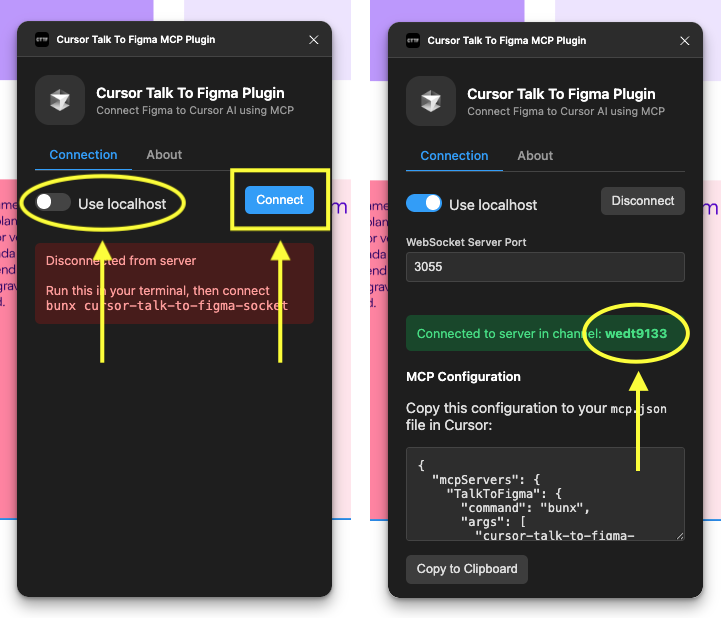 Cursor Talk To Figma MCP Plugin
Cursor Talk To Figma Plugin
Connect Figma to Cursor AI using MCP
Connection
About
Use localhost
Connect
Disconnected from server
Run this in your terminal, then connect
bunx cursor-talk-to-figma-socket
Cursor Talk To Figma MCP Plugin
Cursor Talk To Figma Plugin
Connect Figma to Cursor AI using MCP
Connection
About
Use localhost
Disconnect
WebSocket Server Port
3055
Connected to server in channel: wedt9133
MCP Configuration
Copy this configuration to your mcp.json
file in Cursor:
{
"mcpServers": {
"TalkToFigma": {
"command": "bunx",
"args": [
"cursor-talk-to-figma-
Copy to Clipboard